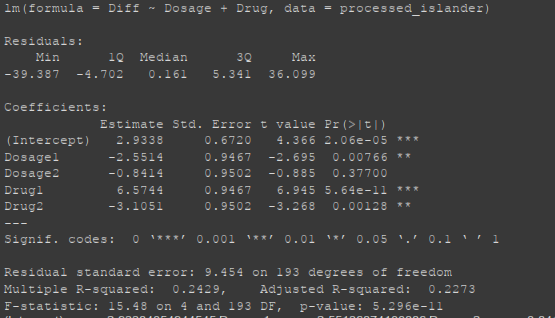 lm(formula = Diff ~ Dosage + Drug, data = processed_islander)
Residuals:
Min 1Q Median 3Q Max
-39.387 -4.702 0.161 5.341 36.099
Coefficients:
Estimate Std. Error t value Pr(>|t|)
(Intercept) 2.9338 0.6720 4.366 2.06e-05 ***
Dosage1 -2.5514 0.9467 -2.695 0.00766 **
Dosage2 -0.8414 0.9502 -0.885 0.37700
Drug1 6.5744 0.9467 6.945 5.64e-11 ***
Drug2 -3.1051 0.9502 -3.268 0.00128 **
---
Signif. codes: 0 ‘***’ 0.001 ‘**’ 0.01 ‘*’ 0.05 ‘.’ 0.1 ‘ ’ 1
Residual standard error: 9.454 on 193 degrees of freedom
Multiple R-squared: 0.2429, Adjusted R-squared: 0.2273
F-statistic: 15.48 on 4 and 193 DF, p-value: 5.296e-11